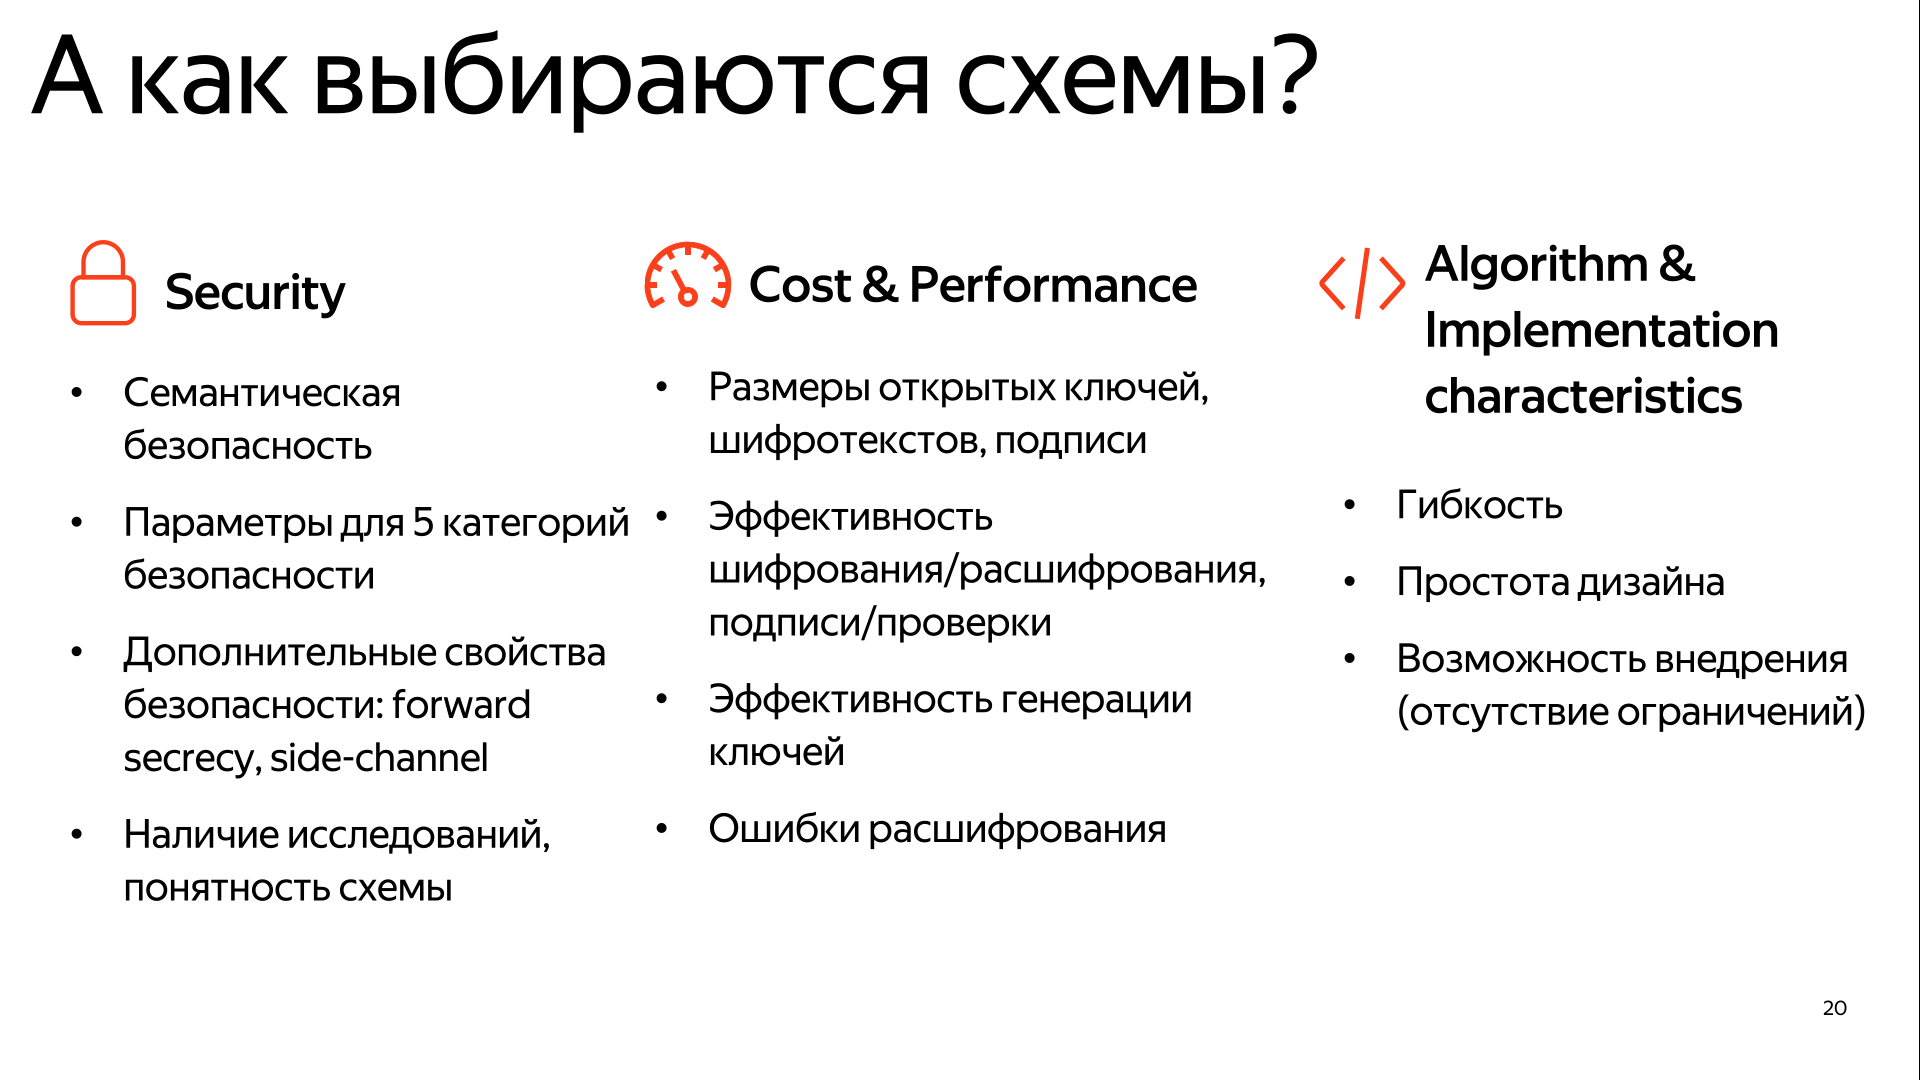 А как выбираются схемы?
Security
• Семантическая
безопасность
• Параметры для 5 категорий
безопасности
• Дополнительные свойства
безопасности: forward
secrecy, side-channel
• Наличие исследований,
понятность схемы
Cost & Performance
• Размеры открытых ключей,
шифротекстов, подписи
• Эффективность
шифрования/расшифрования,
подписи/проверки
• Эффективность генерации
ключей
• Ошибки расшифрования
Algorithm &
Implementation
characteristics
• Гибкость
• Простота дизайна
• Возможность внедрения
(отсутствие ограничений)
20